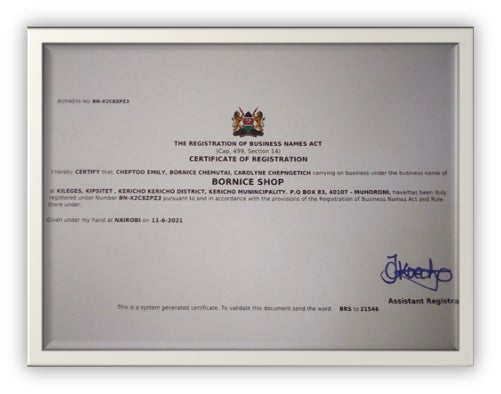 BUSINESS NO. BN-X2C8ZPZ3
THE REGISTRATION OF BUSINESS NAMES ACT
(Cap. 499, Section 14)
CERTIFICATE OF REGISTRATION
I hereby CERTIFY that, CHEPTOO EMILY, BORNICE CHEMUTAI, CAROLYNE CHEPNGETICH carrying on business under the business name of
BORNICE SHOP
at KILEGES, KIPSITET , KERICHO KERICHO DISTRICT, KERICHO MUNINCIPALITY. P.O BOX 83, 40107 - MUHORONI, have/has been duly
registered under Number BN-X2C8ZPZ3 pursuant to and in accordance with the provisions of the Registration of Business Names Act and Rule
there under.
Given under my hand at NAIROBI on 11-6-2021
Assistant Registra
This is a system generated certificate. To validate this document send the word BRS to 21546